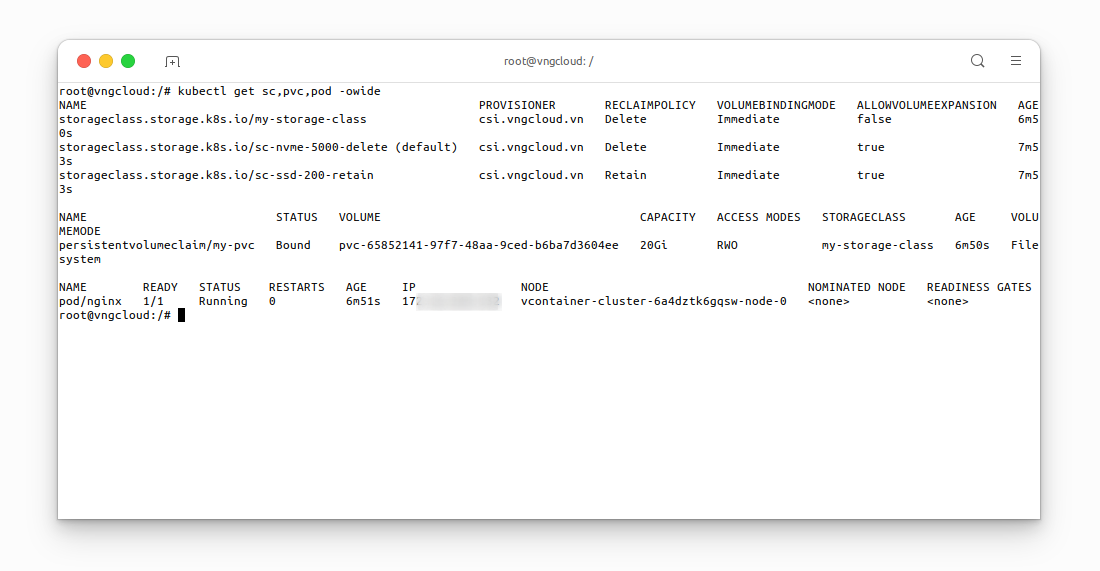 root@vngcloud: /
root@vngcloud:/# kubectl get sc,pvc,pod -owide
NAME PROVISIONER RECLAIMPOLICY VOLUMEBINDINGMODE ALLOWVOLUMEEXPANSION AGE
storageclass.storage.k8s.io/my-storage-class csi.vngcloud.vn Delete Immediate false 6m5
0s
storageclass.storage.k8s.io/sc-nvme-5000-delete (default) csi.vngcloud.vn Delete Immediate true 7m5
3s
storageclass.storage.k8s.io/sc-ssd-200-retain csi.vngcloud.vn Retain Immediate true 7m5
3s
NAME STATUS VOLUME CAPACITY ACCESS MODES STORAGECLASS AGE VOLU
MEMODE
persistentvolumeclaim/my-pvc Bound pvc-65852141-97f7-48aa-9ced-b6ba7d3604ee 20Gi RWO my-storage-class 6m50s File
system
NAME READY STATUS RESTARTS AGE IP NODE NOMINATED NODE READINESS GATES
pod/nginx 1/1 Running 0 6m51s vcontainer-cluster-6a4dztk6gqsw-node-0 <none> <none>
root@vngcloud:/#